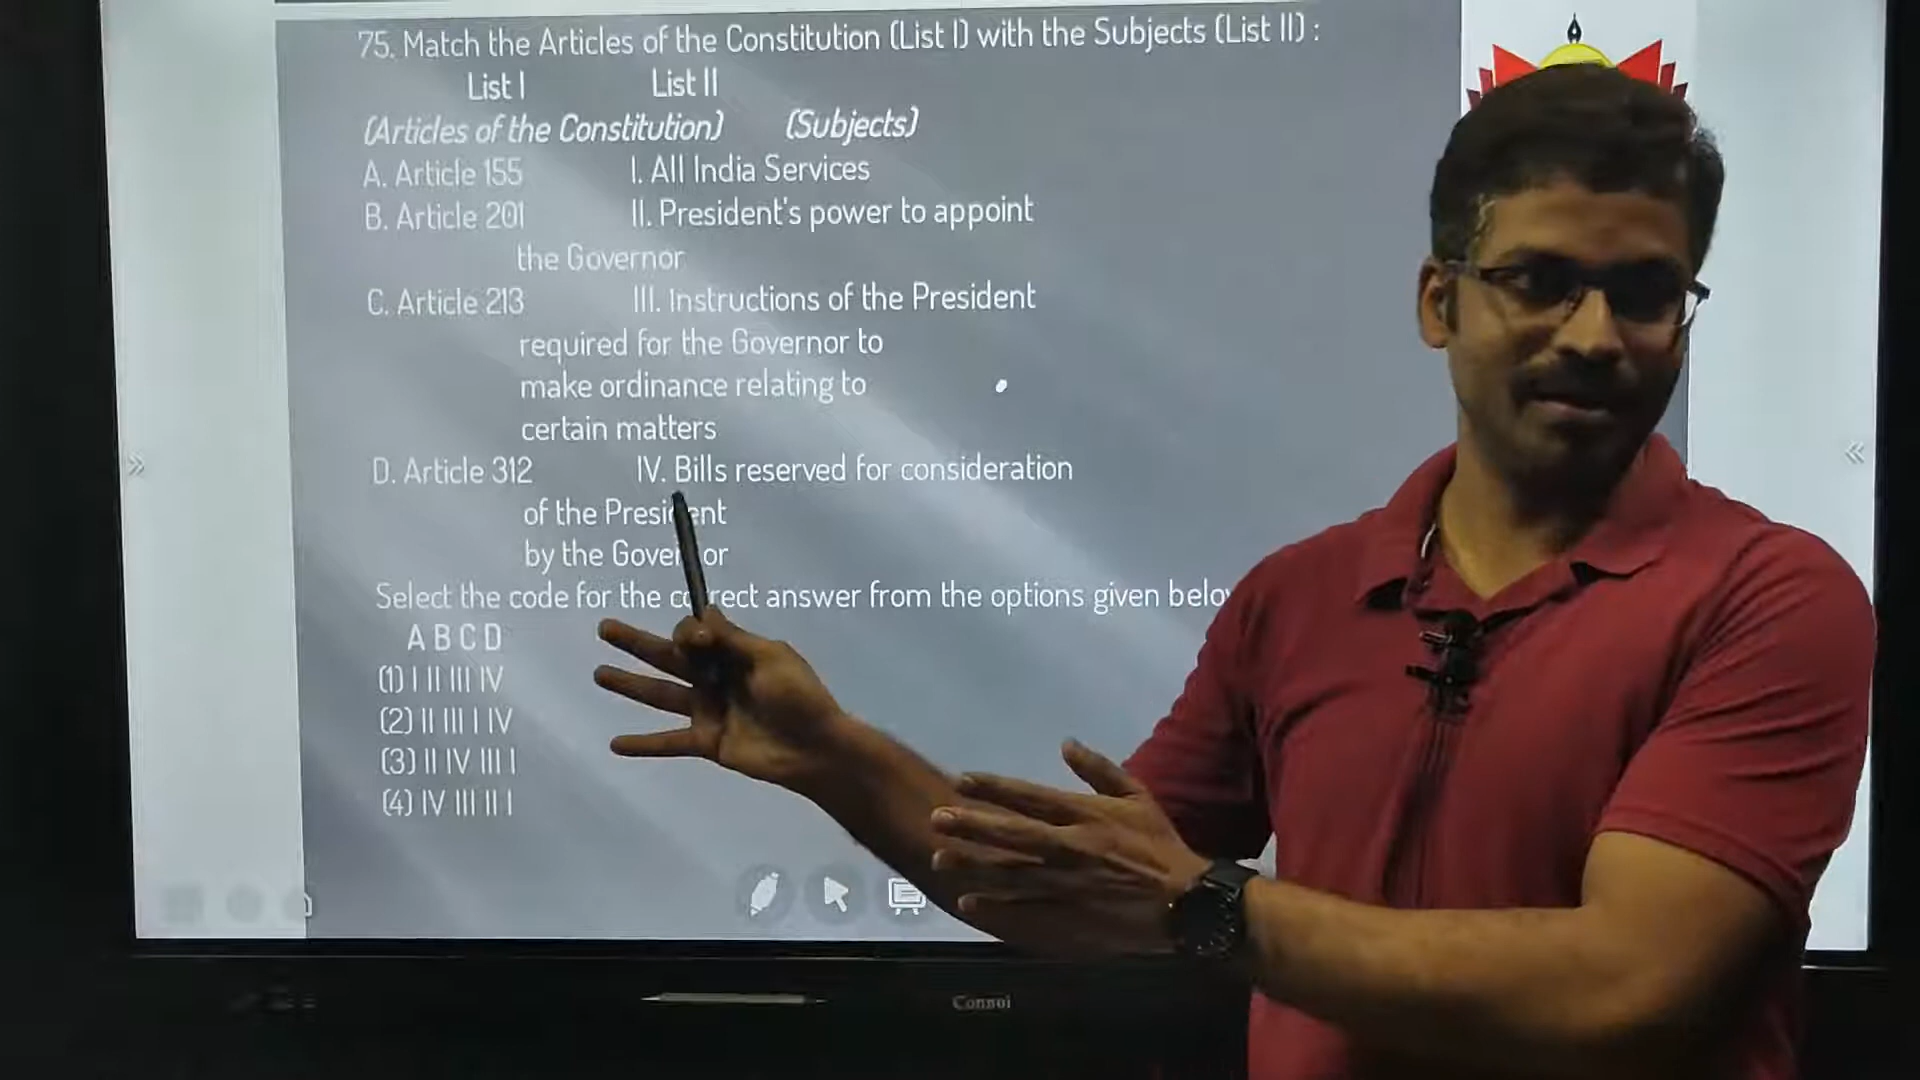 75. Match the Articles of the Constitution (List I) with the Subjects (List II) :
List I List II
(Articles of the Constitution) (Subjects)
A. Article 155 I. All India Services
B. Article 201 II. President's power to appoint
the Governor
C. Article 213 III. Instructions of the President
required for the Governor to
make ordinance relating to
certain matters
D. Article 312 IV. Bills reserved for consideration
of the President
by the Governor
Select the code for the correct answer from the options given
A B C D
(1) I II III IV
(2) II III I IV
(3) II IV III I
(4) IV III II I